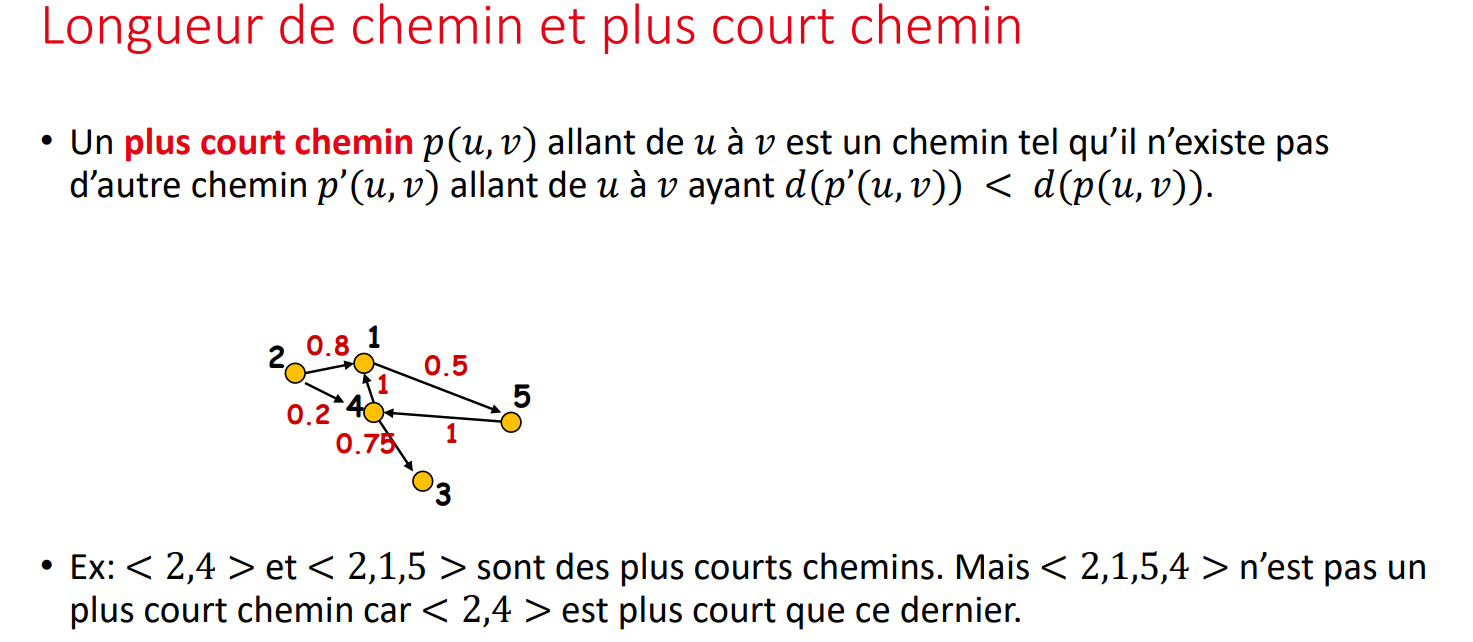 Longueur de chemin et plus court chemin
• Un plus court chemin p(u, v) allant de u à v est un chemin tel qu'il n'existe pas
d'autre chemin p'(u, v) allant de u à v ayant d(p'(u, v)) < d(p(u, v)).
2
0.8
1
0.5
1
5
4
0.2
1
0.75
3
• Ex: < 2,4 > et < 2,1,5 > sont des plus courts chemins. Mais < 2,1,5,4 > n'est pas un
plus court chemin car < 2,4 > est plus court que ce dernier.